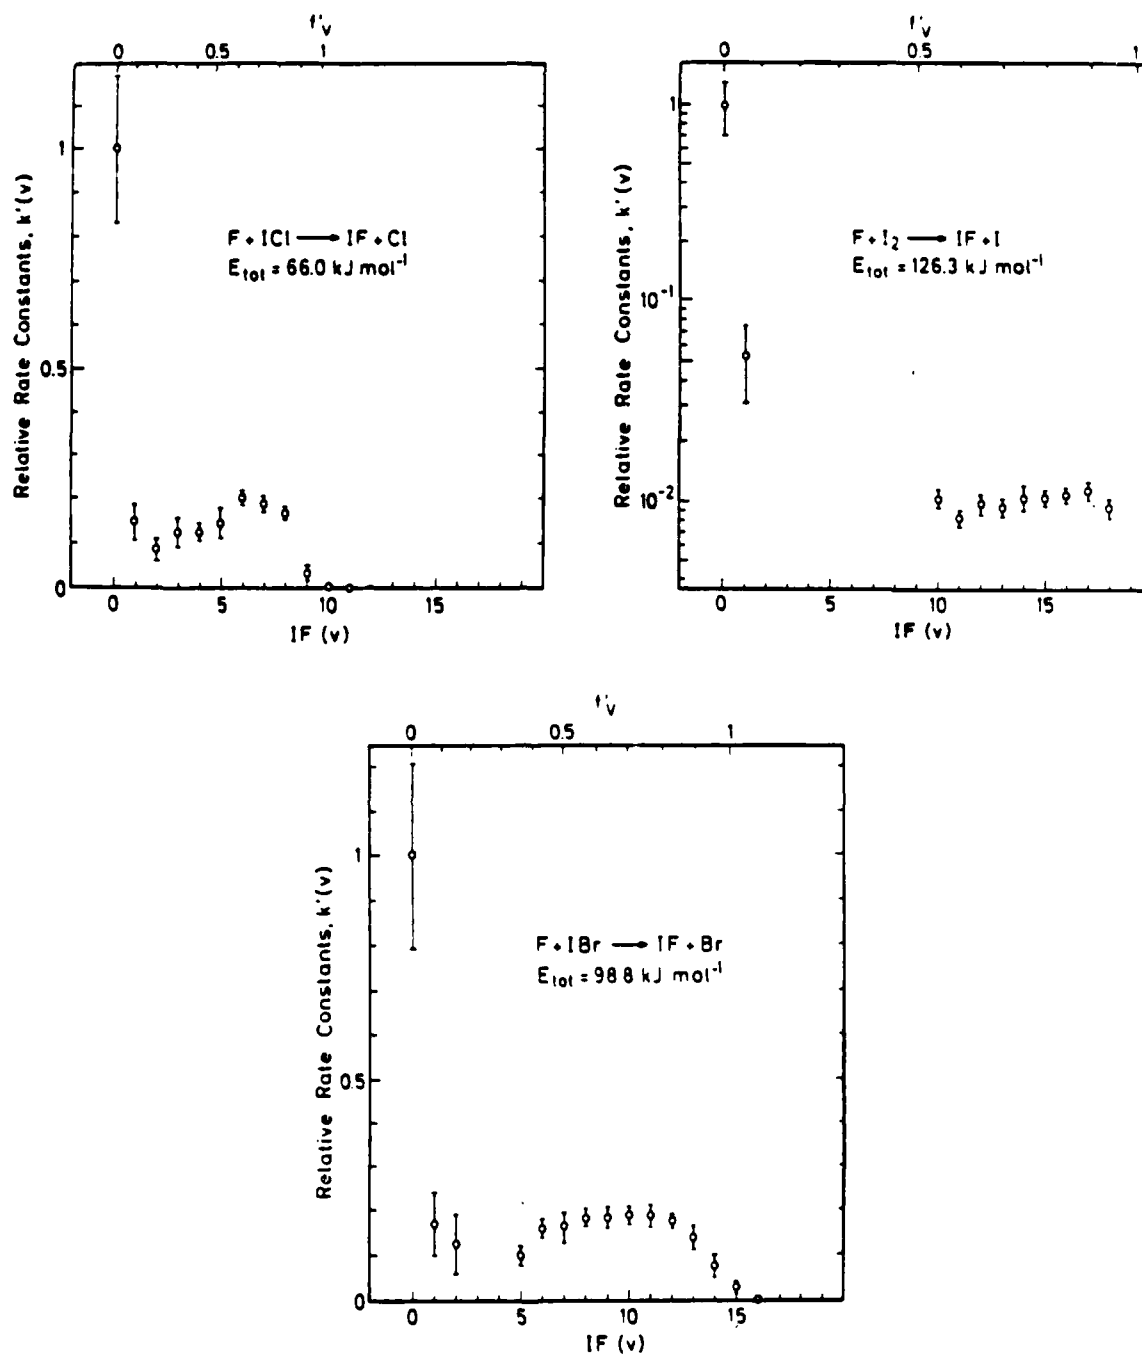 f'v
0 0.5 1
Relative Rate Constants, k'(v)
1
0.5
0
F + ICl ⟶ IF + Cl
Etot = 66.0 kJ mol⁻¹
0 5 10 15
IF (v)
f'v
0 0.5 1
Relative Rate Constants, k'(v)
1
10⁻¹
10⁻²
F + I₂ ⟶ IF + I
Etot = 126.3 kJ mol⁻¹
0 5 10 15
IF (v)
f'v
0 0.5 1
Relative Rate Constants, k'(v)
1
0.5
0
F + IBr ⟶ IF + Br
Etot = 98.8 kJ mol⁻¹
0 5 10 15
IF (v)